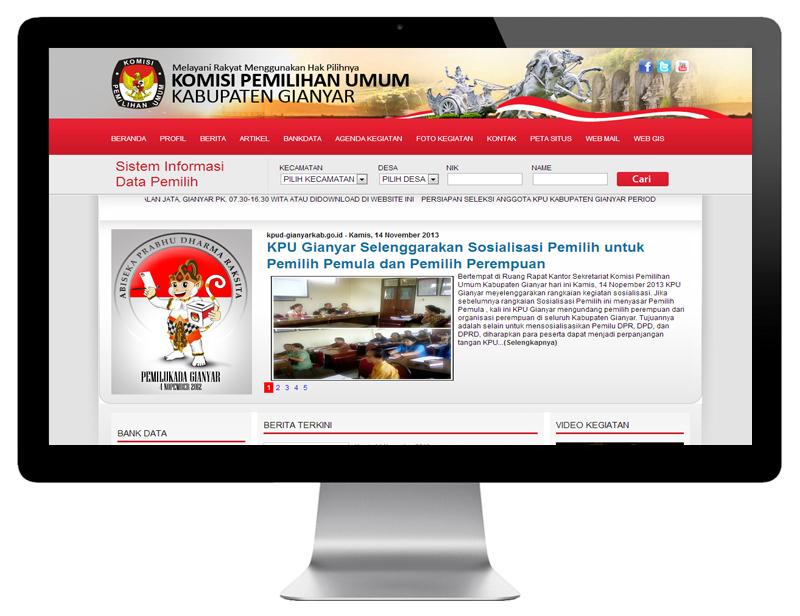 KOMISI
PEMILIHAN UMUM
Melayani Rakyat Menggunakan Hak Pilihnya
KOMISI PEMILIHAN UMUM
KABUPATEN GIANYAR
BERANDA PROFIL BERITA ARTIKEL BANKDATA AGENDA KEGIATAN FOTO KEGIATAN KONTAK PETA SITUS WEB MAIL WEB GIS
Sistem Informasi
Data Pemilih
KECAMATAN DESA NIK NAME
PILIH KECAMATAN PILIH DESA Cari
JATA, GIANYAR PK. 07.30-16.30 WITA ATAU DIDOWNLOAD DI WEBSITE INI PERSIAPAN SELEKSI ANGGOTA KPU KABUPATEN GIANYAR PERIOD
ABISEKA PRABHU DHARMA RAKSITA
PEMILUKADA GIANYAR
4 NOPEMBER 2012
kpud-gianyarkab.go.id - Kamis, 14 November 2013
KPU Gianyar Selenggarakan Sosialisasi Pemilih untuk
Pemilih Pemula dan Pemilih Perempuan
Bertempat di Ruang Rapat Kantor Sekretariat Komisi Pemilihan
Umum Kabupaten Gianyar hari ini Kamis, 14 Nopember 2013 KPU
Gianyar meyelenggarakan rangkaian kegiatan sosialisasi. Jika
sebelumnya rangkaian Sosialisasi Pemilih ini menyasar Pemilih
Pemula , kali ini KPU Gianyar mengundang pemilih perempuan dari
organisasi perempuan di seluruh Kabupaten Gianyar. Tujuannya
adalah selain untuk mensosialisasikan Pemilu DPR, DPD, dan
DPRD, diharapkan para peserta dapat menjadi perpanjangan
tangan KPU...(Selengkapnya)
1 2 3 4 5
BANK DATA
BERITA TERKINI
VIDEO KEGIATAN